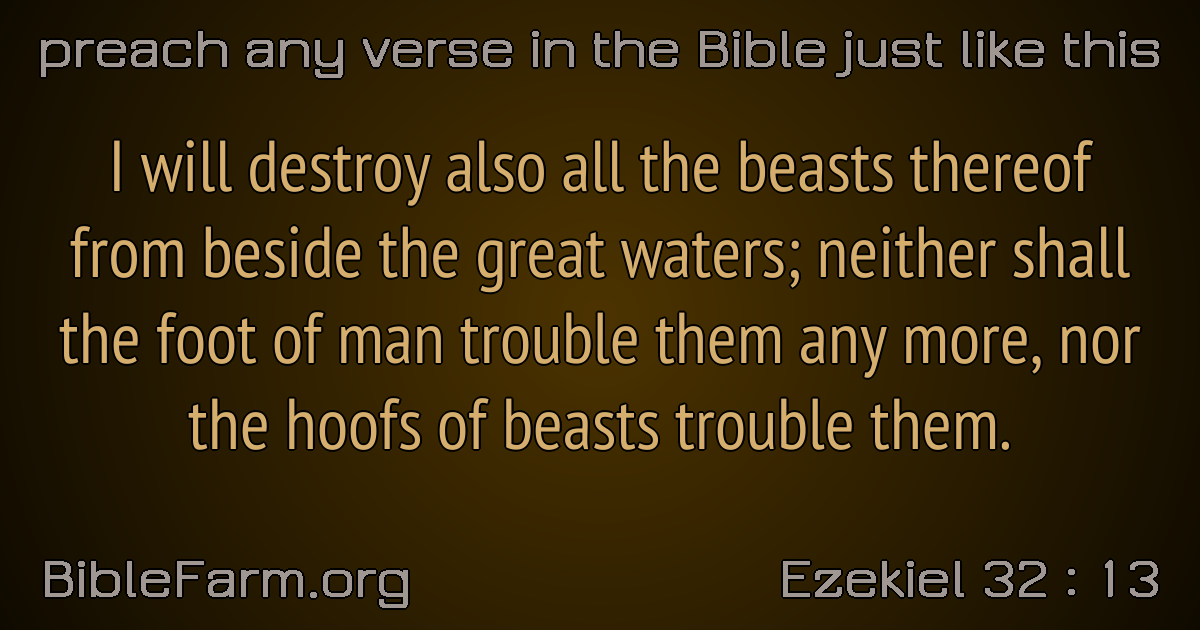 preach any verse in the Bible just like this
I will destroy also all the beasts thereof
from beside the great waters; neither shall
the foot of man trouble them any more, nor
the hoofs of beasts trouble them.
BibleFarm.org
Ezekiel 32 : 13